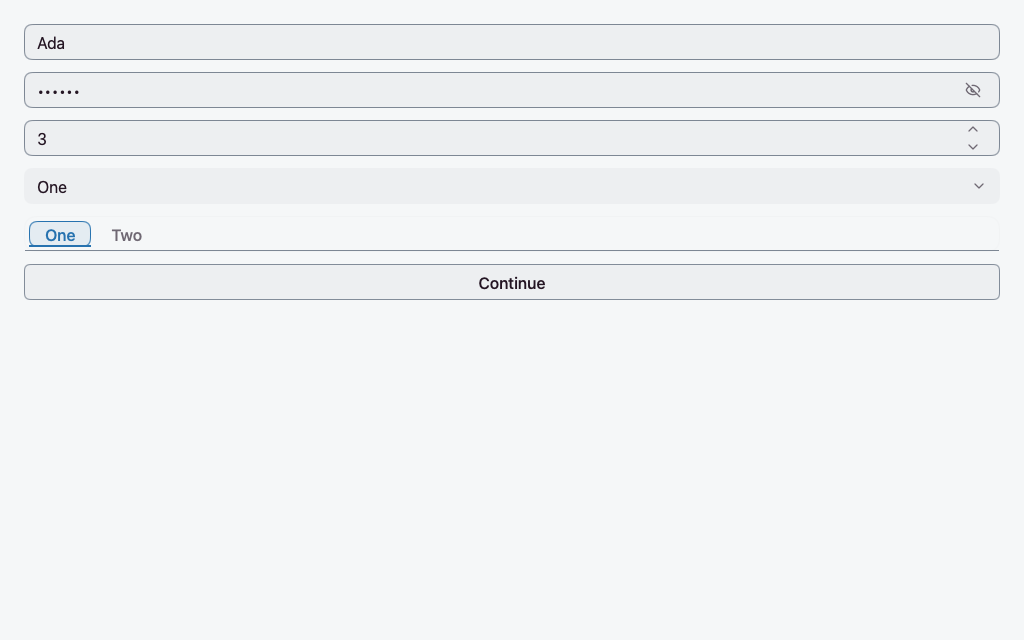 Ada
••••••
3
One
One Two
Continue